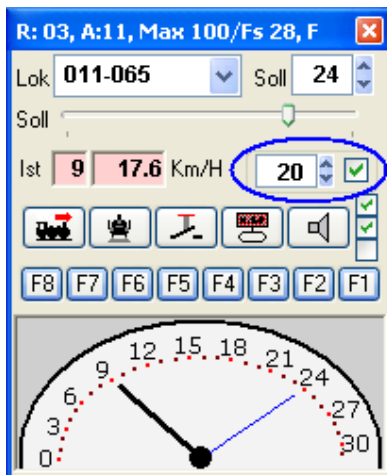 R: 03, A:11, Max 100/Fs 28, F
Lok 011-065 Soll 24
Soll
Ist 9 17.6 Km/H 20
F8 F7 F6 F5 F4 F3 F2 F1
0 3 6 9 12 15 18 21 24 27 30